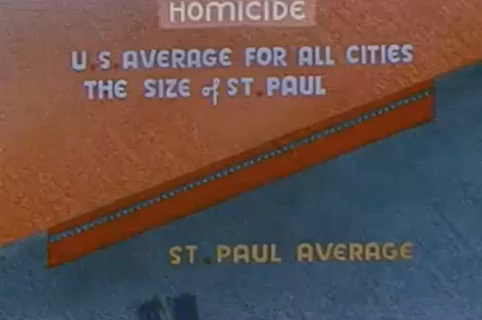 HOMICIDE
U.S. AVERAGE FOR ALL CITIES
THE SIZE of ST. PAUL
ST. PAUL AVERAGE